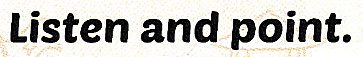 Listen and point.